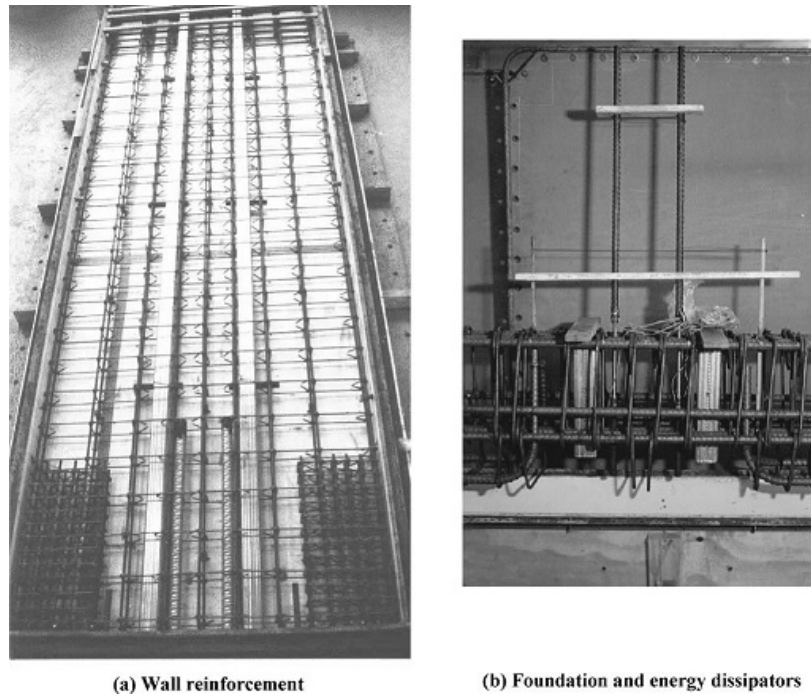 (a) Wall reinforcement
(b) Foundation and energy dissipators